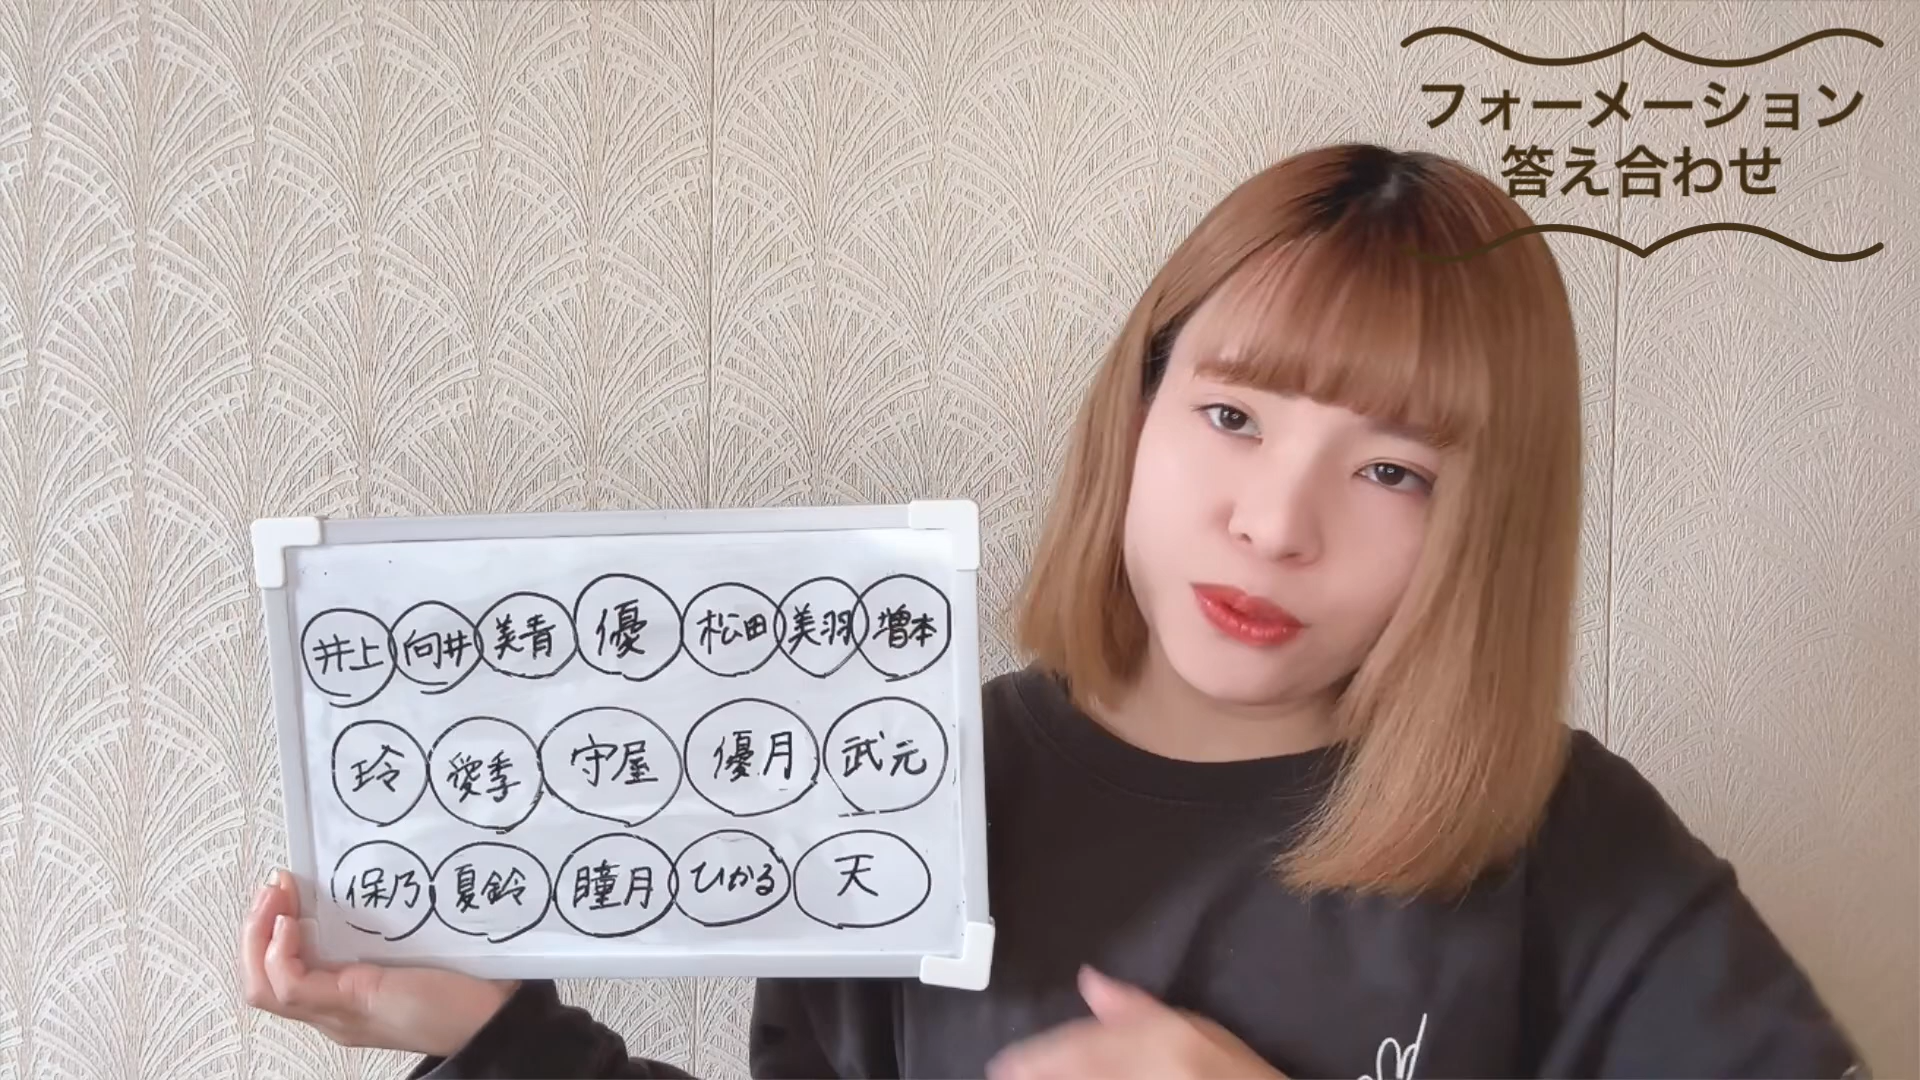 フォーメーション
答え合わせ
井上 向井 美青 優 松田 美羽 増本
玲 愛季 守屋 優月 武元
保乃 夏鈴 瞳月 ひかる 天